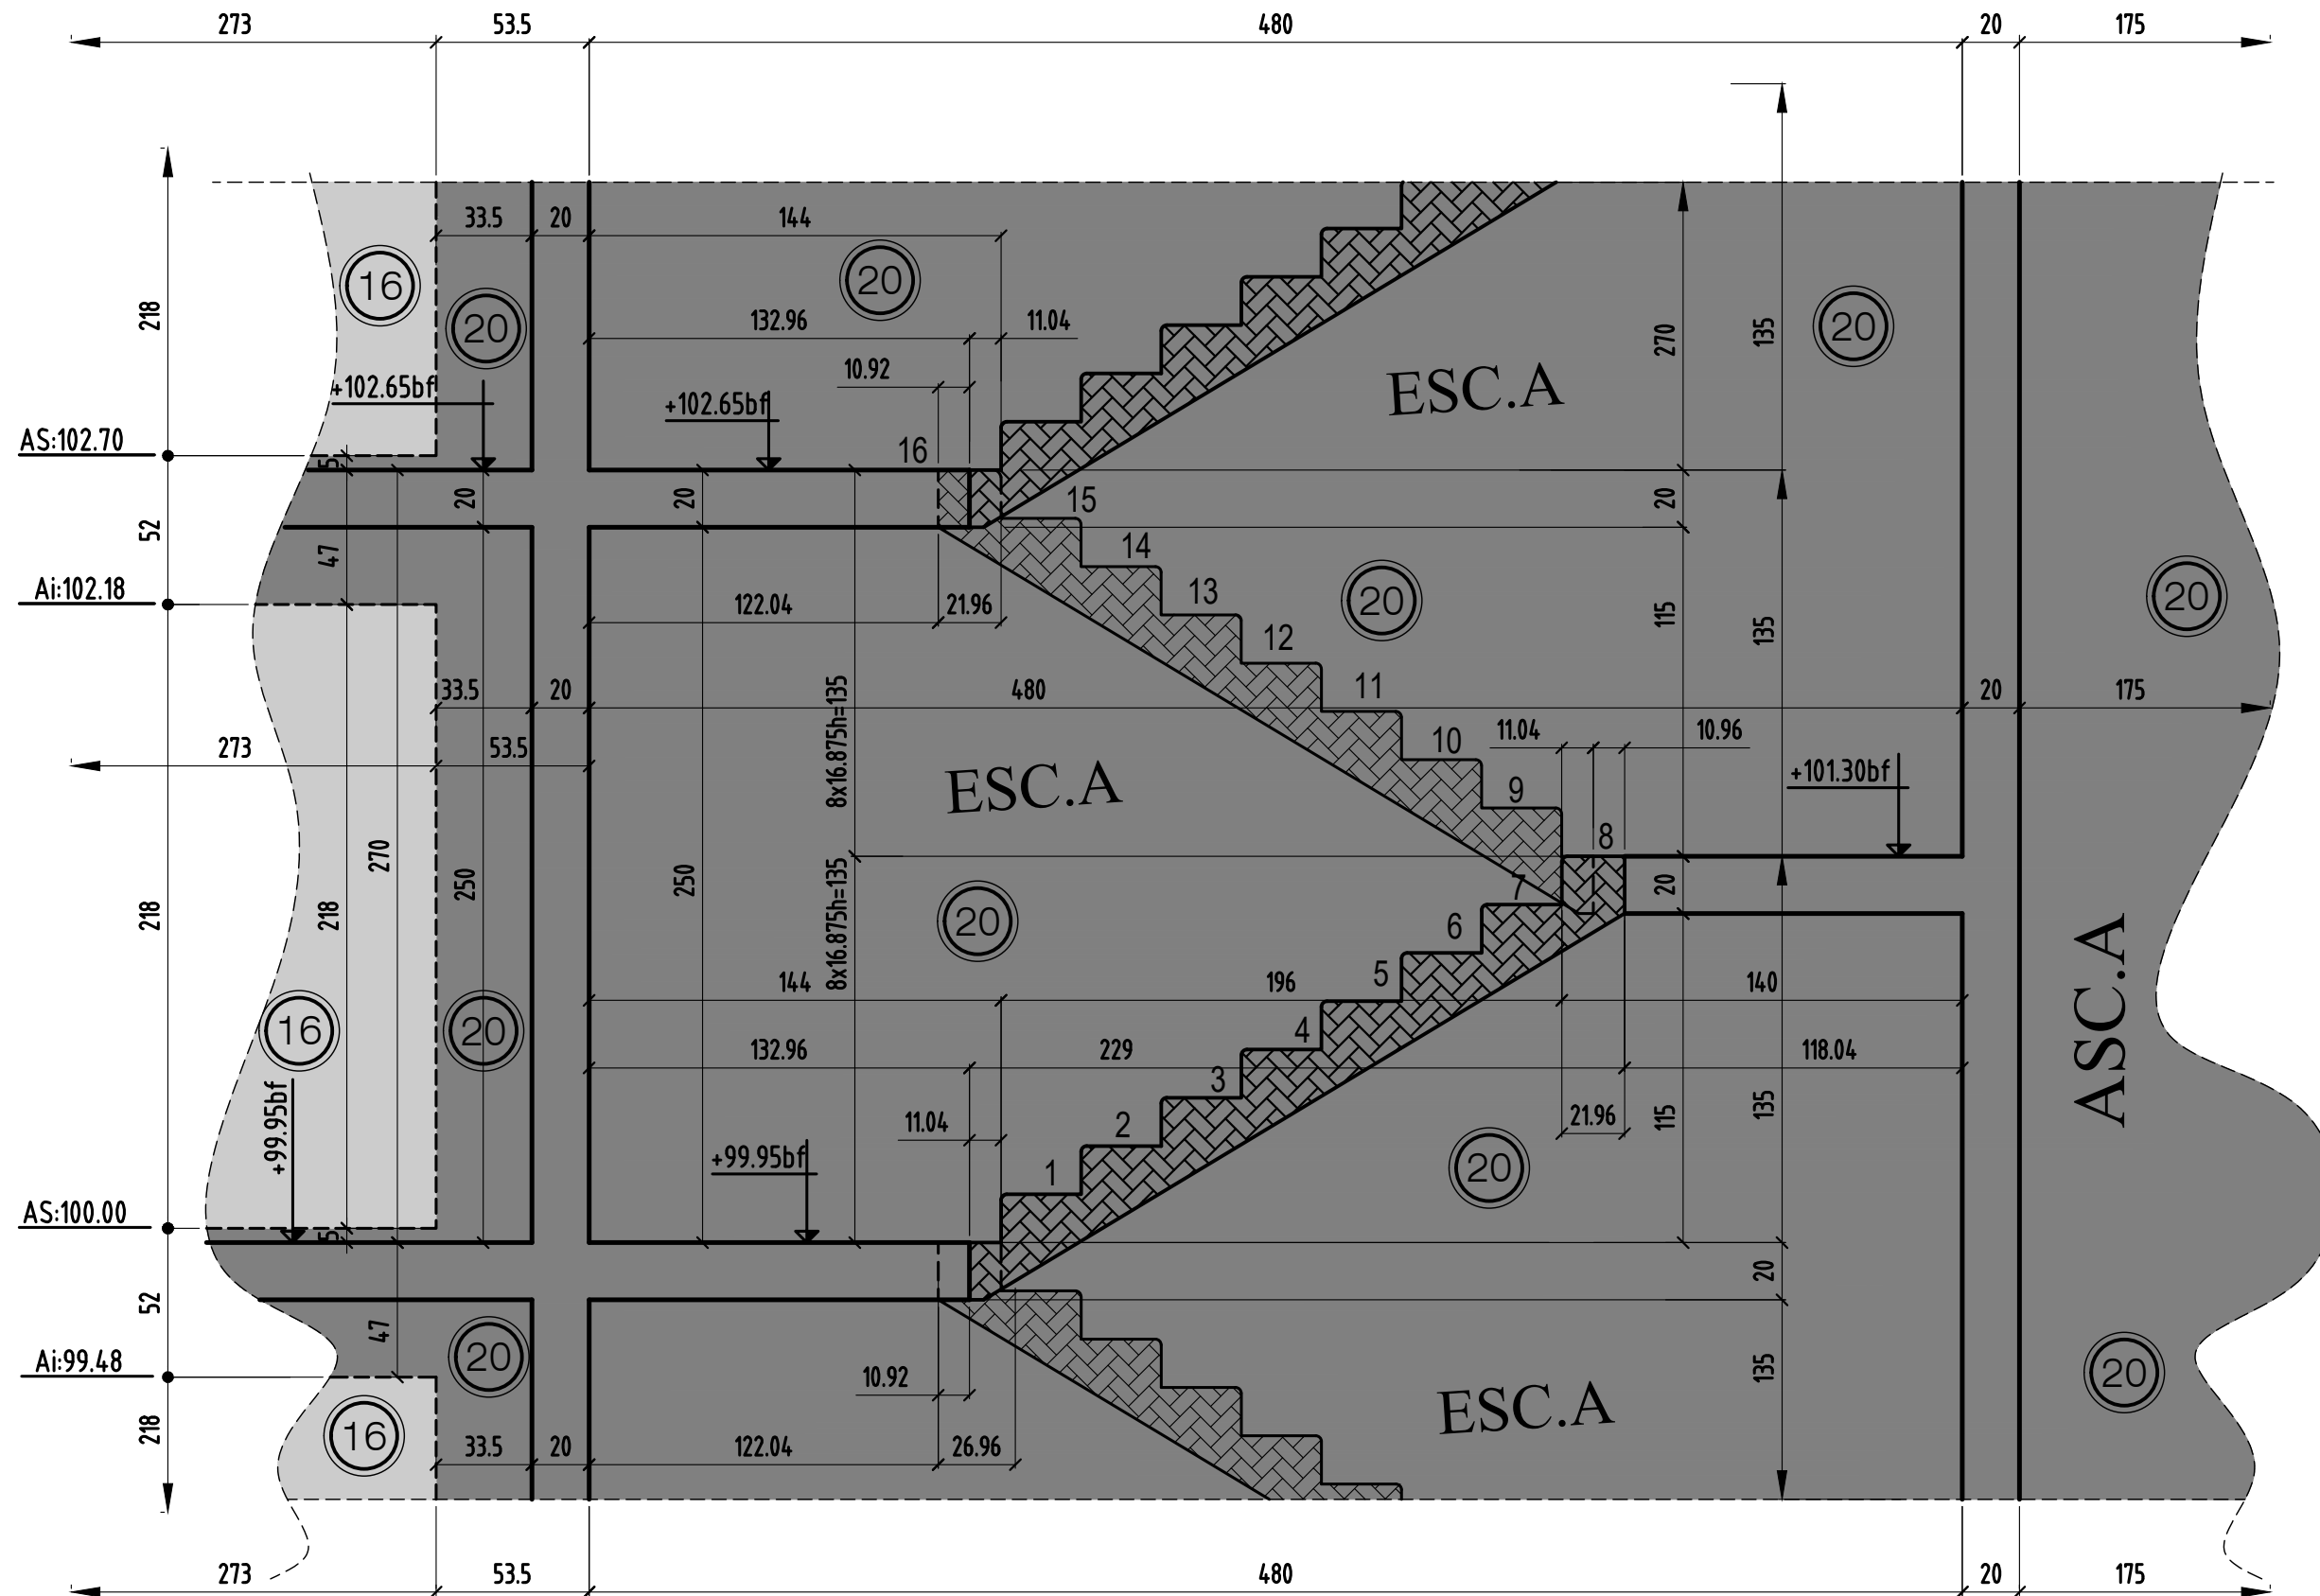 273 53.5 480 20 175
33.5 20 144
16 20 20 20
218 132.96 11.04 270 135
10.92
+102.65bf +102.65bf ESC.A
AS:102.70 16
5 20 20 15 20
52 47 14
Ai:102.18 13 20 20
122.04 21.96 115 135
12
33.5 20 480 11 20 175
273 53.5 8x16.875h=135 10 11.04 10.96
ESC.A 9 +101.30bf
8
218 218 270 250 250 8x16.875h=135 7 20
20 6
144 196 5 140 ASC.A
16 20 4
132.96 229 118.04
3
+99.95bf 11.04 2 21.96 115 135
+99.95bf 1 20
AS:100.00
5
52 47 20
Ai:99.48 20 10.92 135 20
218 16 ESC.A
33.5 20 122.04 26.96
273 53.5 480 20 175